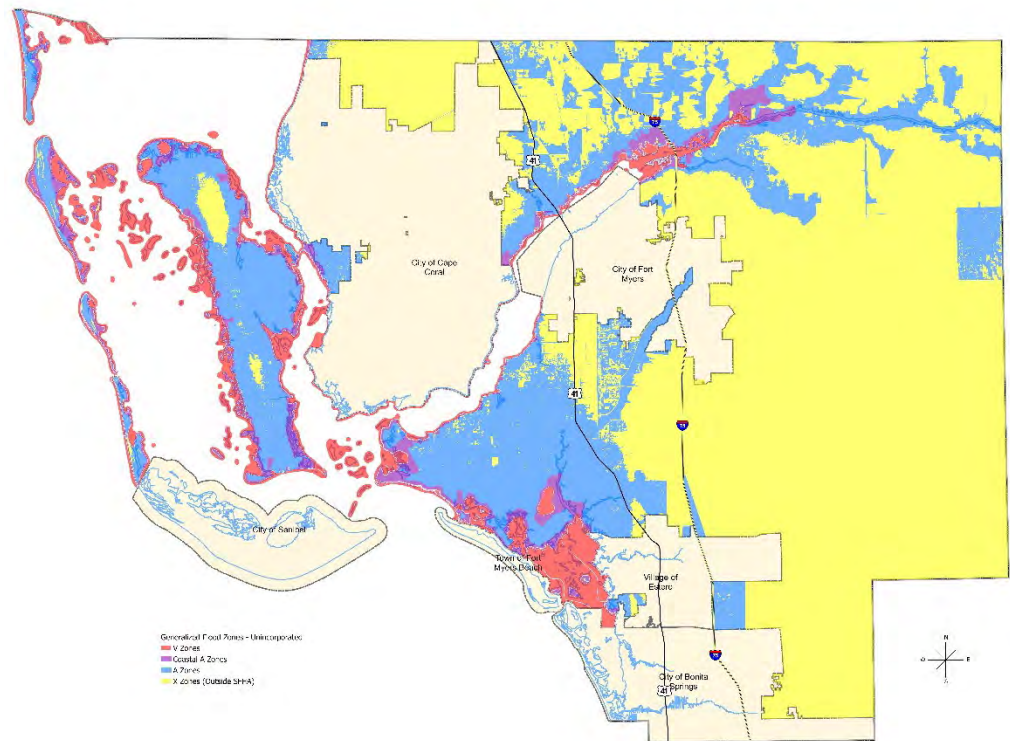 75
41
City of Cape
Coral
City of Fort
Myers
41
75
City of Sanibel
Town of Fort
Myers Beach
Village of
Estero
Generalized Flood Zones - Unincorporated
V Zones
Coastal A Zones
A Zones
X Zones (Outside SFHA)
75
City of Bonita
Springs
41
N
E